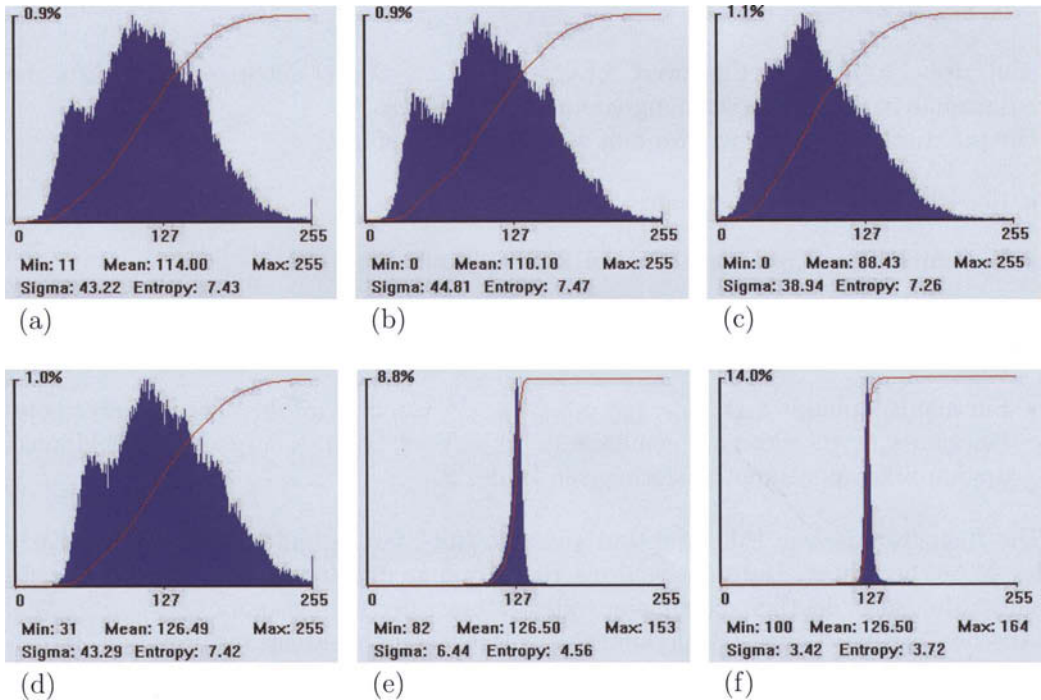 0.9%
0 127 255
Min: 11 Mean: 114.00 Max: 255
Sigma: 43.22 Entropy: 7.43
(a)
0.9%
0 127 255
Min: 0 Mean: 110.10 Max: 255
Sigma: 44.81 Entropy: 7.47
(b)
1.1%
0 127 255
Min: 0 Mean: 88.43 Max: 255
Sigma: 38.94 Entropy: 7.26
(c)
1.0%
0 127 255
Min: 31 Mean: 126.49 Max: 255
Sigma: 43.29 Entropy: 7.42
(d)
8.8%
0 127 255
Min: 82 Mean: 126.50 Max: 153
Sigma: 6.44 Entropy: 4.56
(e)
14.0%
0 127 255
Min: 100 Mean: 126.50 Max: 164
Sigma: 3.42 Entropy: 3.72
(f)